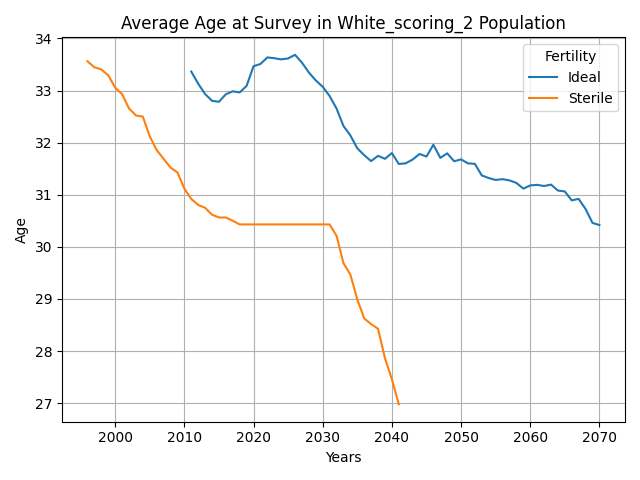 Average Age at Survey in White_scoring_2 Population
Fertility
Ideal
Sterile
34
33
32
31
30
29
28
27
Age
2000
2010
2020
2030
2040
2050
2060
2070
Years